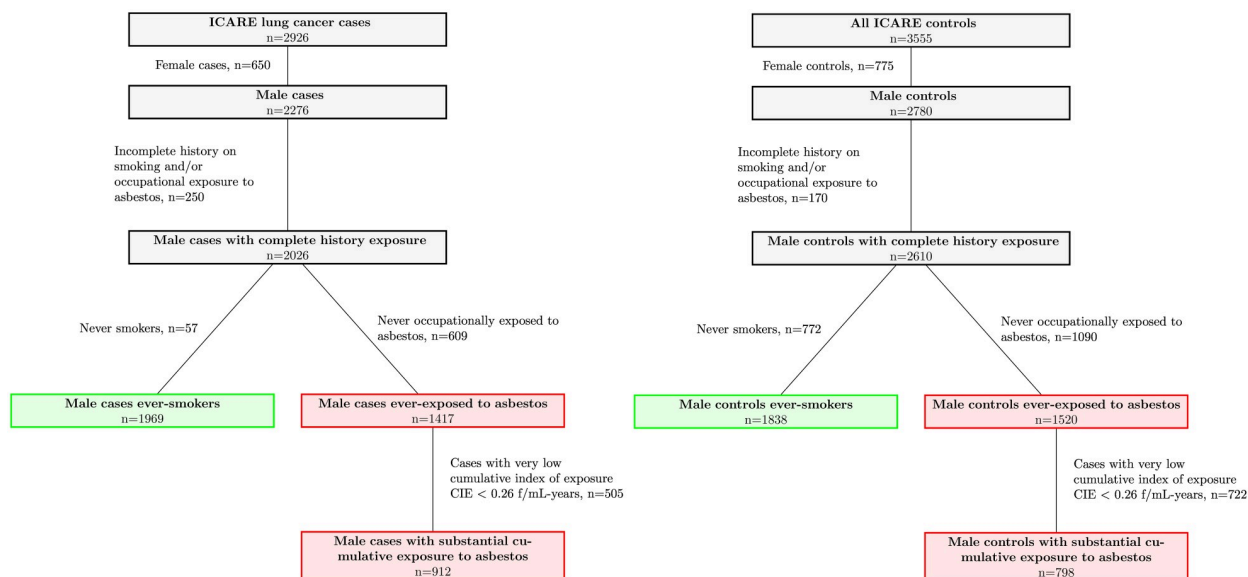 ICARE lung cancer cases
n=2926
Female cases, n=650
Male cases
n=2276
Incomplete history on
smoking and/or
occupational exposure to
asbestos, n=250
Male cases with complete history exposure
n=2026
Never smokers, n=57
Never occupationally exposed to
asbestos, n=609
Male cases ever-smokers
n=1969
Male cases ever-exposed to asbestos
n=1417
Cases with very low
cumulative index of exposure
CIE < 0.26 f/mL-years, n=505
Male cases with substantial cu-
mulative exposure to asbestos
n=912
All ICARE controls
n=3555
Female controls, n=775
Male controls
n=2780
Incomplete history on
smoking and/or
occupational exposure to
asbestos, n=170
Male controls with complete history exposure
n=2610
Never smokers, n=772
Never occupationally exposed to
asbestos, n=1090
Male controls ever-smokers
n=1838
Male controls ever-exposed to asbestos
n=1520
Cases with very low
cumulative index of exposure
CIE < 0.26 f/mL-years, n=722
Male controls with substantial cu-
mulative exposure to asbestos
n=798